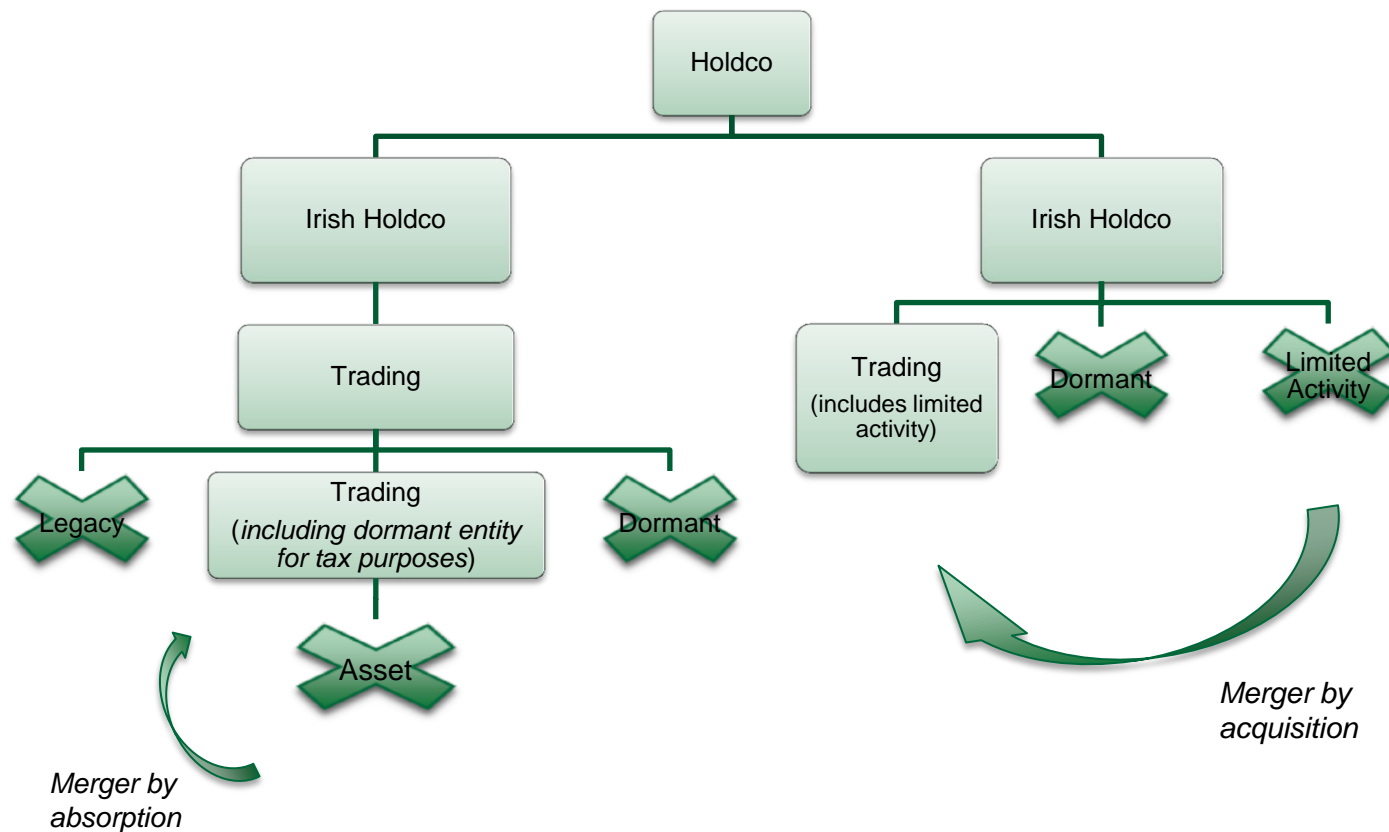 Holdco
Irish Holdco
Irish Holdco
Trading
Trading
(includes limited
activity)
Dormant
Limited
Activity
Legacy
Trading
(including dormant entity
for tax purposes)
Dormant
Asset
Merger by
acquisition
Merger by
absorption